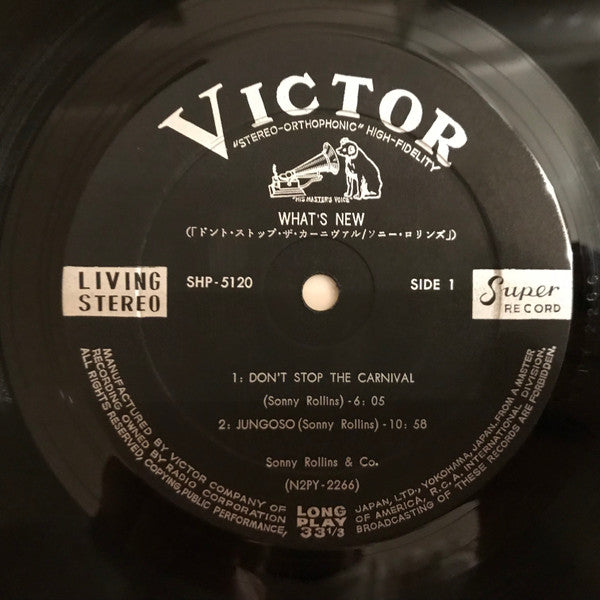 VICTOR
"STEREO-ORTHOPHONIC" HIGH-FIDELITY
"HIS MASTER'S VOICE"
WHAT'S NEW
(「ドント・ストップ・ザ・カーニヴァル/ソニー・ロリンズ」)
LIVING
STEREO
SHP-5120
SIDE 1
Super
RECORD
1: DON'T STOP THE CARNIVAL
(Sonny Rollins) - 6: 05
2: JUNGOSO (Sonny Rollins) - 10: 58
Sonny Rollins & Co.
(N2PY-2266)
LONG
PLAY
33 1/3
MANUFACTURED BY VICTOR COMPANY OF JAPAN, LTD., YOKOHAMA, JAPAN, FROM A MASTER
RECORDING OWNED BY RADIO CORPORATION OF AMERICA, R.C.A. INTERNATIONAL DIVISION.
ALL RIGHTS RESERVED, COPYING, PUBLIC PERFORMANCE, BROADCASTING OF THESE RECORDS ARE FORBIDDEN.